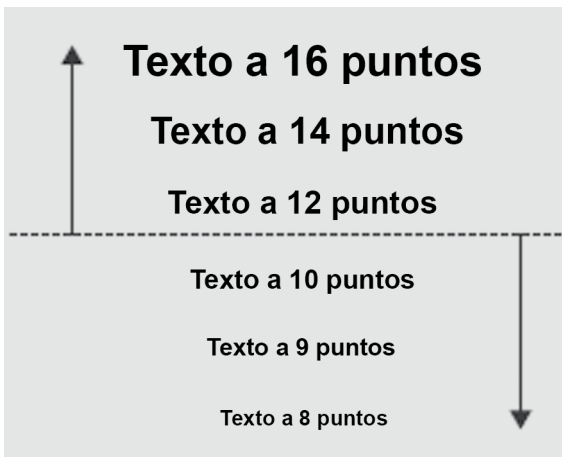 Texto a 16 puntos
Texto a 14 puntos
Texto a 12 puntos
Texto a 10 puntos
Texto a 9 puntos
Texto a 8 puntos